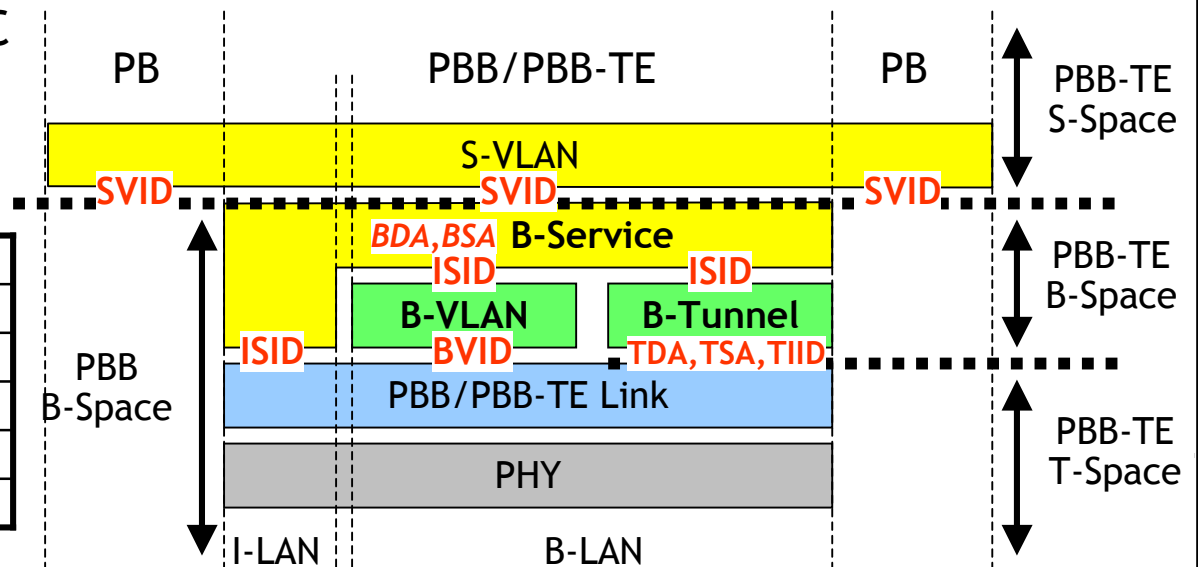 C
PB
PBB/PBB-TE
PB
PBB-TE
S-Space
S-VLAN
SVID
SVID
SVID
BDA,BSA B-Service
ISID
ISID
PBB-TE
B-Space
B-VLAN
B-Tunnel
ISID
BVID
TDA,TSA,TIID
PBB
B-Space
PBB/PBB-TE Link
PBB-TE
T-Space
PHY
I-LAN
B-LAN